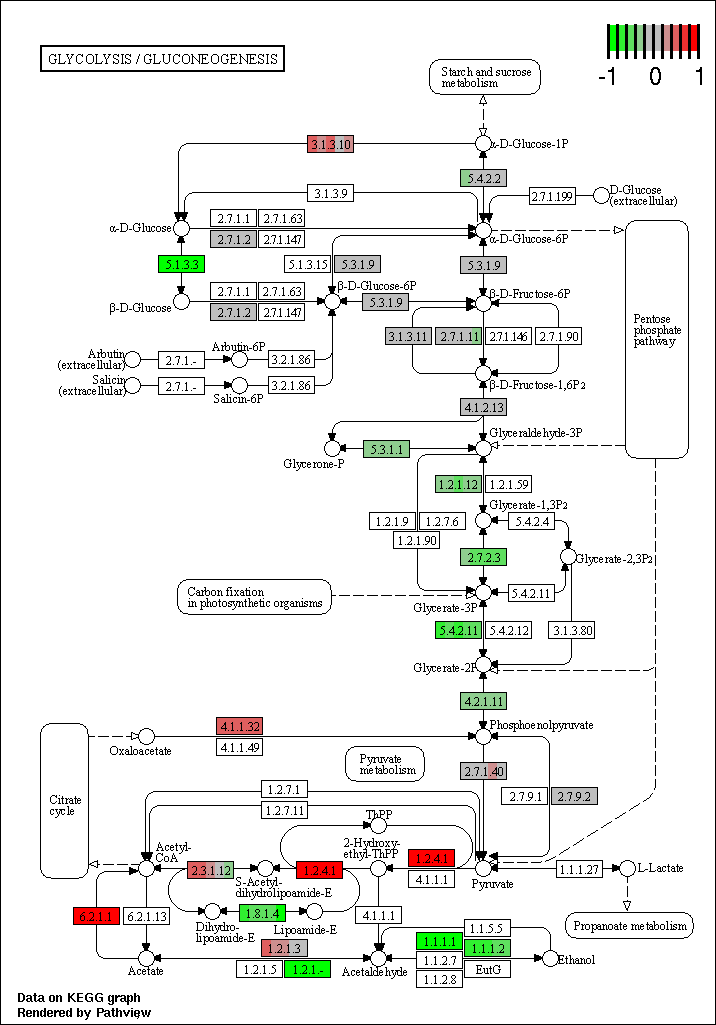 GLYCOLYSIS / GLUCONEOGENESIS
-1 0 1
Starch and sucrose
metabolism
3.1.3.10
α-D-Glucose-1P
5.4.2.2
3.1.3.9
2.7.1.199
D-Glucose
(extracellular)
α-D-Glucose
2.7.1.1
2.7.1.63
2.7.1.2
2.7.1.147
α-D-Glucose-6P
5.1.3.3
5.1.3.15
5.3.1.9
5.3.1.9
β-D-Glucose-6P
β-D-Fructose-6P
β-D-Glucose
2.7.1.1
2.7.1.63
2.7.1.2
2.7.1.147
5.3.1.9
Pentose
phosphate
pathway
3.1.3.11
2.7.1.11
2.7.1.146
2.7.1.90
Arbutin
(extracellular)
2.7.1.-
Arbutin-6P
3.2.1.86
Salicin
(extracellular)
2.7.1.-
Salicin-6P
3.2.1.86
β-D-Fructose-1,6P2
4.1.2.13
Glyceraldehyde-3P
5.3.1.1
Glycerone-P
1.2.1.12
1.2.1.59
Glycerate-1,3P2
1.2.1.9
1.2.7.6
1.2.1.90
5.4.2.4
2.7.2.3
Glycerate-2,3P2
Carbon fixation
in photosynthetic organisms
Glycerate-3P
5.4.2.11
5.4.2.11
5.4.2.12
3.1.3.80
Glycerate-2P
4.2.1.11
4.1.1.32
Phosphoenolpyruvate
Oxaloacetate
4.1.1.49
Pyruvate
metabolism
2.7.1.40
2.7.9.1
2.7.9.2
Citrate
cycle
1.2.7.1
1.2.7.11
ThPP
Acetyl-
CoA
2-Hydroxy-
ethyl-ThPP
2.3.1.12
1.2.4.1
1.2.4.1
4.1.1.1
S-Acetyl-
dihydrolipoamide-E
Pyruvate
1.1.1.27
L-Lactate
6.2.1.1
6.2.1.13
Dihydro-
lipoamide-E
1.8.1.4
Lipoamide-E
4.1.1.1
Propanoate metabolism
1.2.1.3
1.2.1.5
1.2.1.-
Acetate
Acetaldehyde
1.1.5.5
1.1.1.1
1.1.1.2
1.1.2.7
1.1.2.8
EutG
Ethanol
Data on KEGG graph
Rendered by Pathview